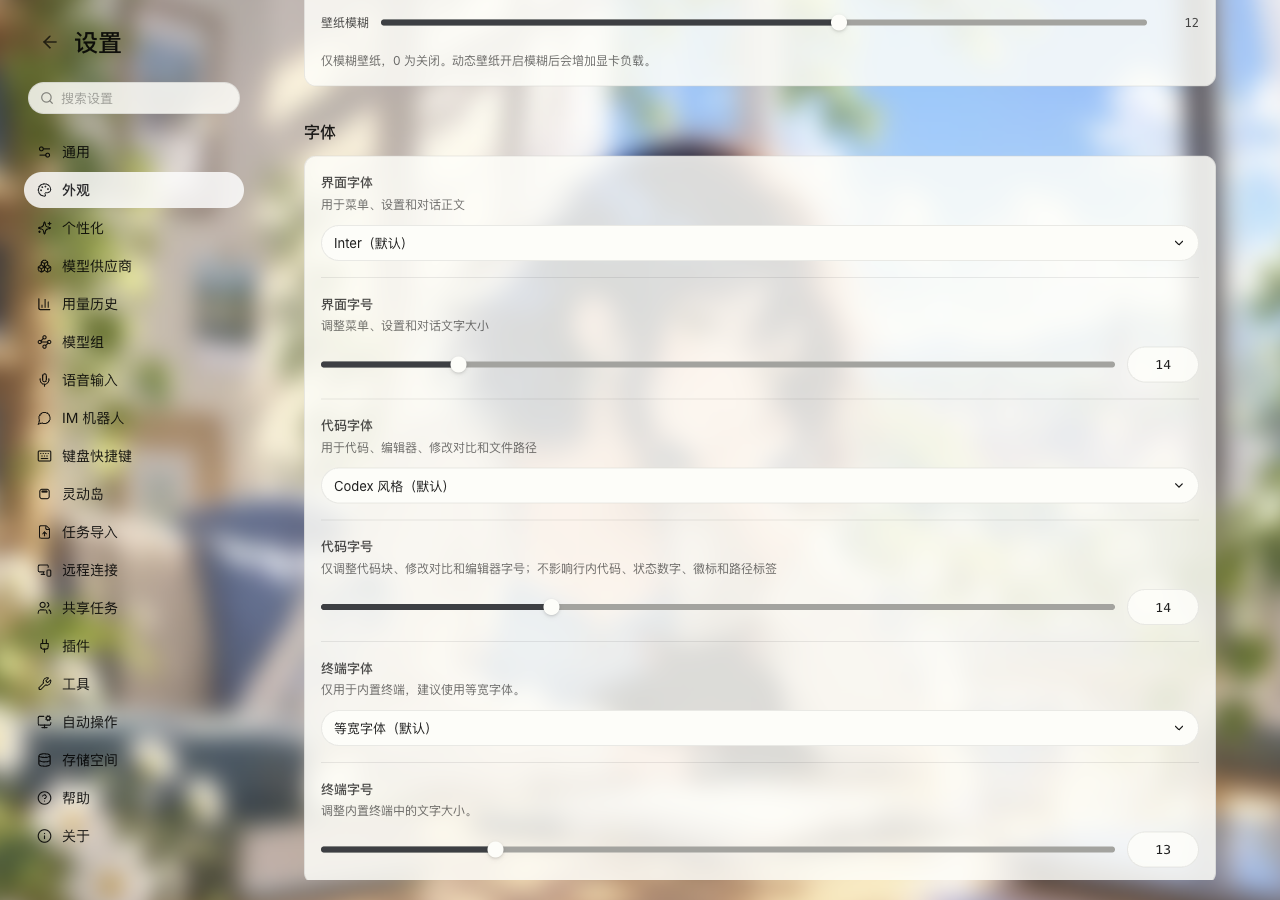 设置
搜索设置
通用
外观
个性化
模型供应商
用量历史
模型组
语音输入
IM 机器人
键盘快捷键
灵动岛
任务导入
远程连接
共享任务
插件
工具
自动操作
存储空间
帮助
关于
壁纸模糊
12
仅模糊壁纸，0 为关闭。动态壁纸开启模糊后会增加显卡负载。
字体
界面字体
用于菜单、设置和对话正文
Inter（默认）
界面字号
调整菜单、设置和对话文字大小
14
代码字体
用于代码、编辑器、修改对比和文件路径
Codex 风格（默认）
代码字号
仅调整代码块、修改对比和编辑器字号；不影响行内代码、状态数字、徽标和路径标签
14
终端字体
仅用于内置终端，建议使用等宽字体。
等宽字体（默认）
终端字号
调整内置终端中的文字大小。
13